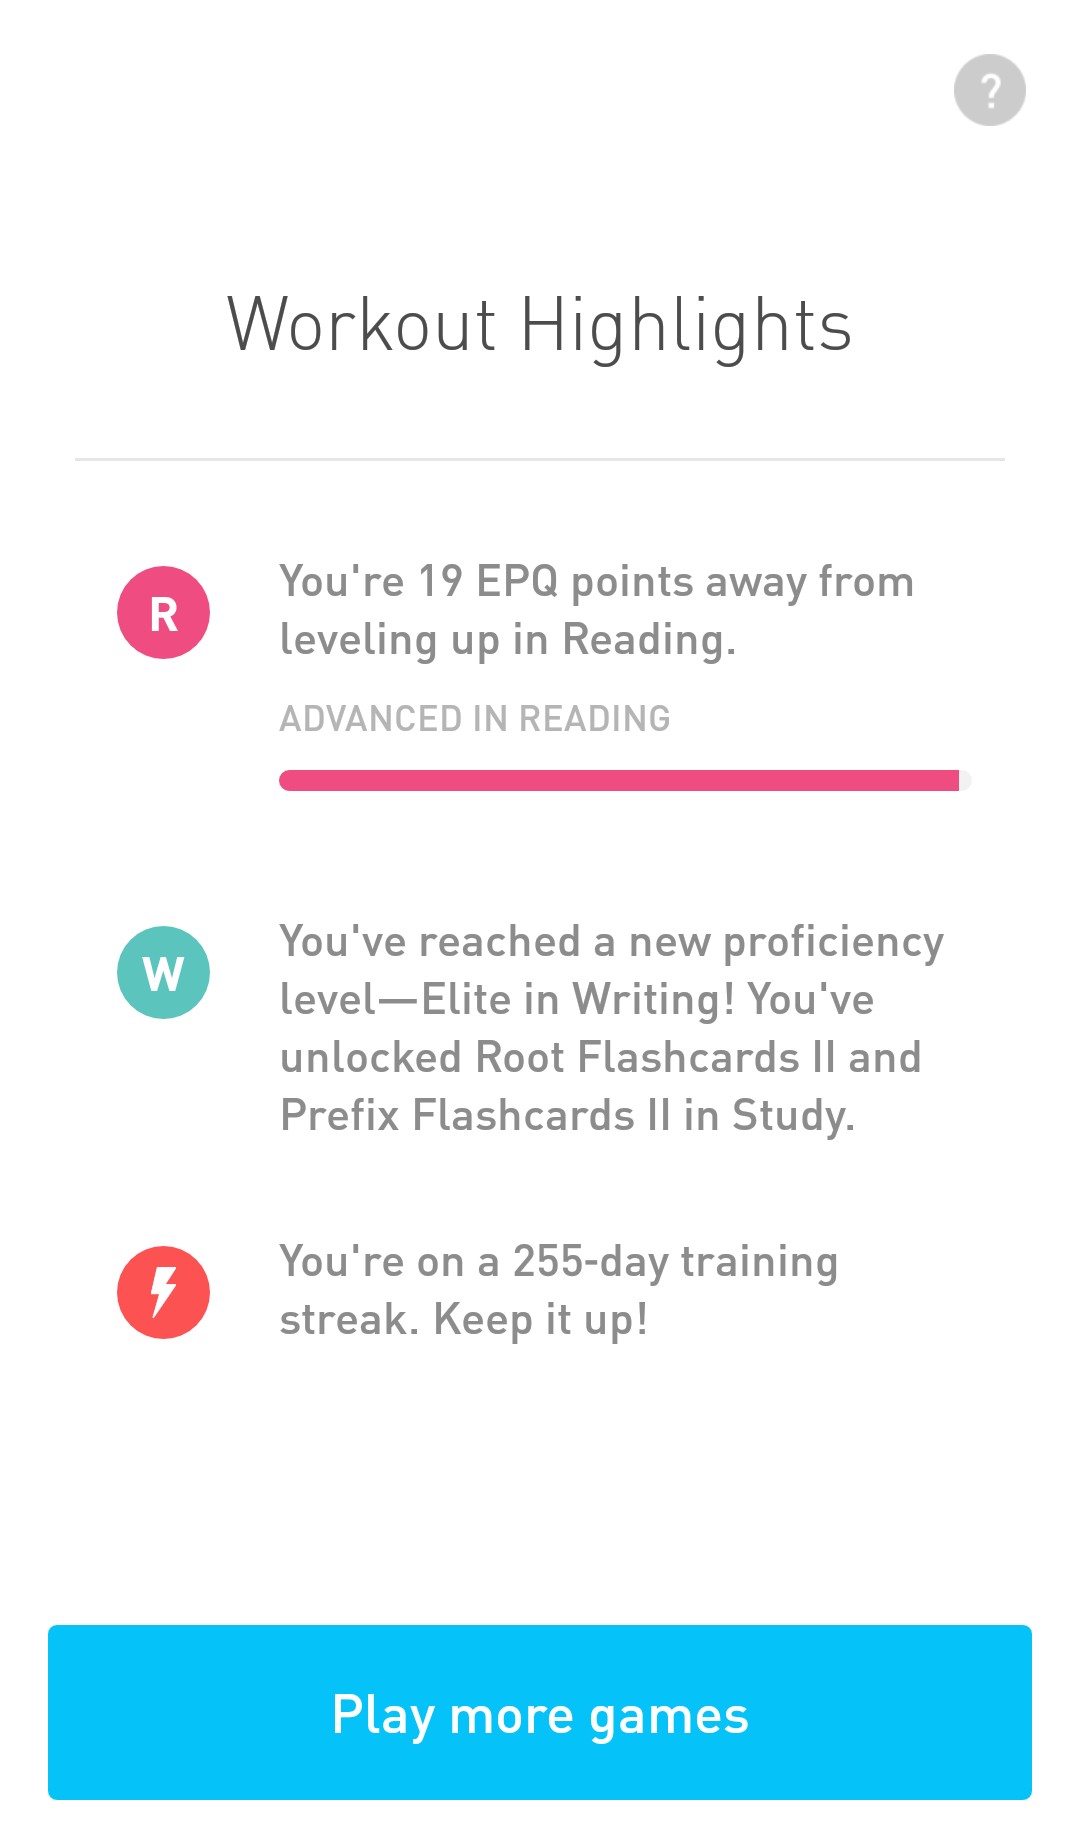 ?
Workout Highlights
R
You're 19 EPQ points away from
leveling up in Reading.
ADVANCED IN READING
W
You've reached a new proficiency
level—Elite in Writing! You've
unlocked Root Flashcards II and
Prefix Flashcards II in Study.
You're on a 255-day training
streak. Keep it up!
Play more games